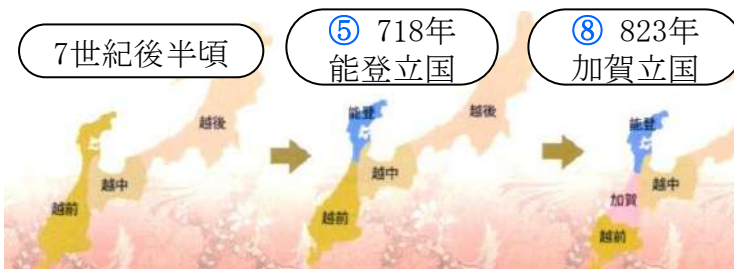 7世紀後半頃
⑤ 718年
能登立国
⑧ 823年
加賀立国
越後
越中
越前
能登
越後
越中
越前
能登
越中
加賀
越前